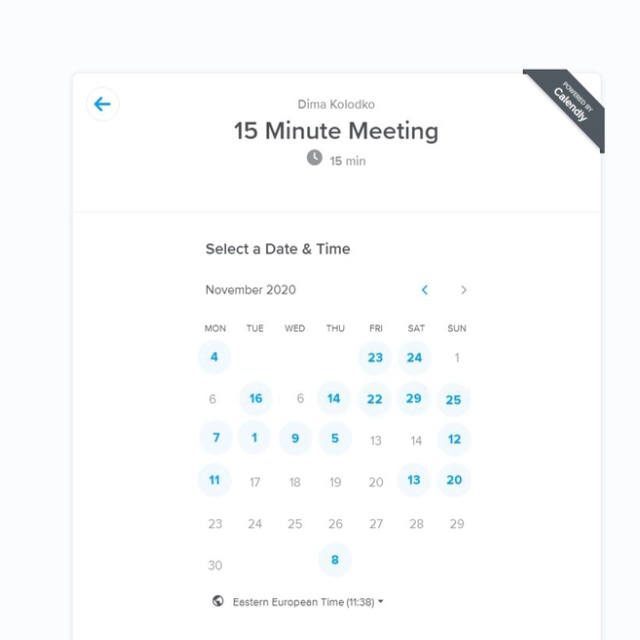 POWERED BY
Calendly
Dima Kolodko
15 Minute Meeting
15 min
Select a Date & Time
November 2020
MON TUE WED THU FRI SAT SUN
4 23 24 1
6 16 6 14 22 29 25
7 1 9 5 13 14 12
11 17 18 19 20 13 20
23 24 25 26 27 28 29
30 8
Eastern European Time (11:38)